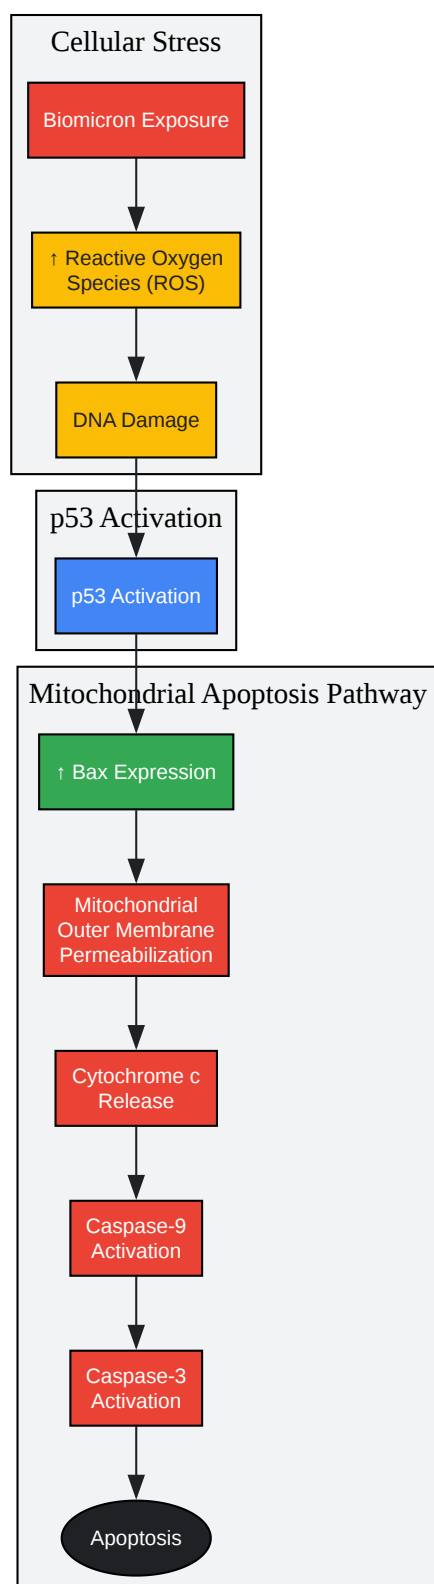 Cellular Stress
Biomicron Exposure
↑ Reactive Oxygen
Species (ROS)
DNA Damage
p53 Activation
p53 Activation
Mitochondrial Apoptosis Pathway
↑ Bax Expression
Mitochondrial
Outer Membrane
Permeabilization
Cytochrome c
Release
Caspase-9
Activation
Caspase-3
Activation
Apoptosis